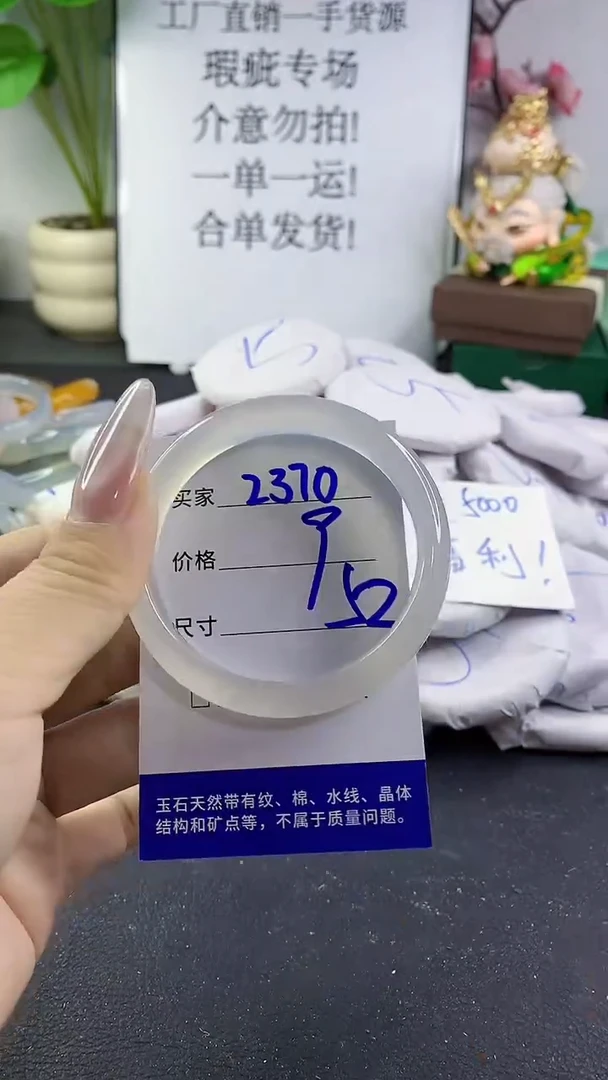 工厂直销一手货源
瑕疵专场
介意勿拍!
一单一运!
合单发货!
买家 2370
价格
尺寸
5000
福利!
玉石天然带有纹、棉、水线、晶体
结构和矿点等，不属于质量问题。